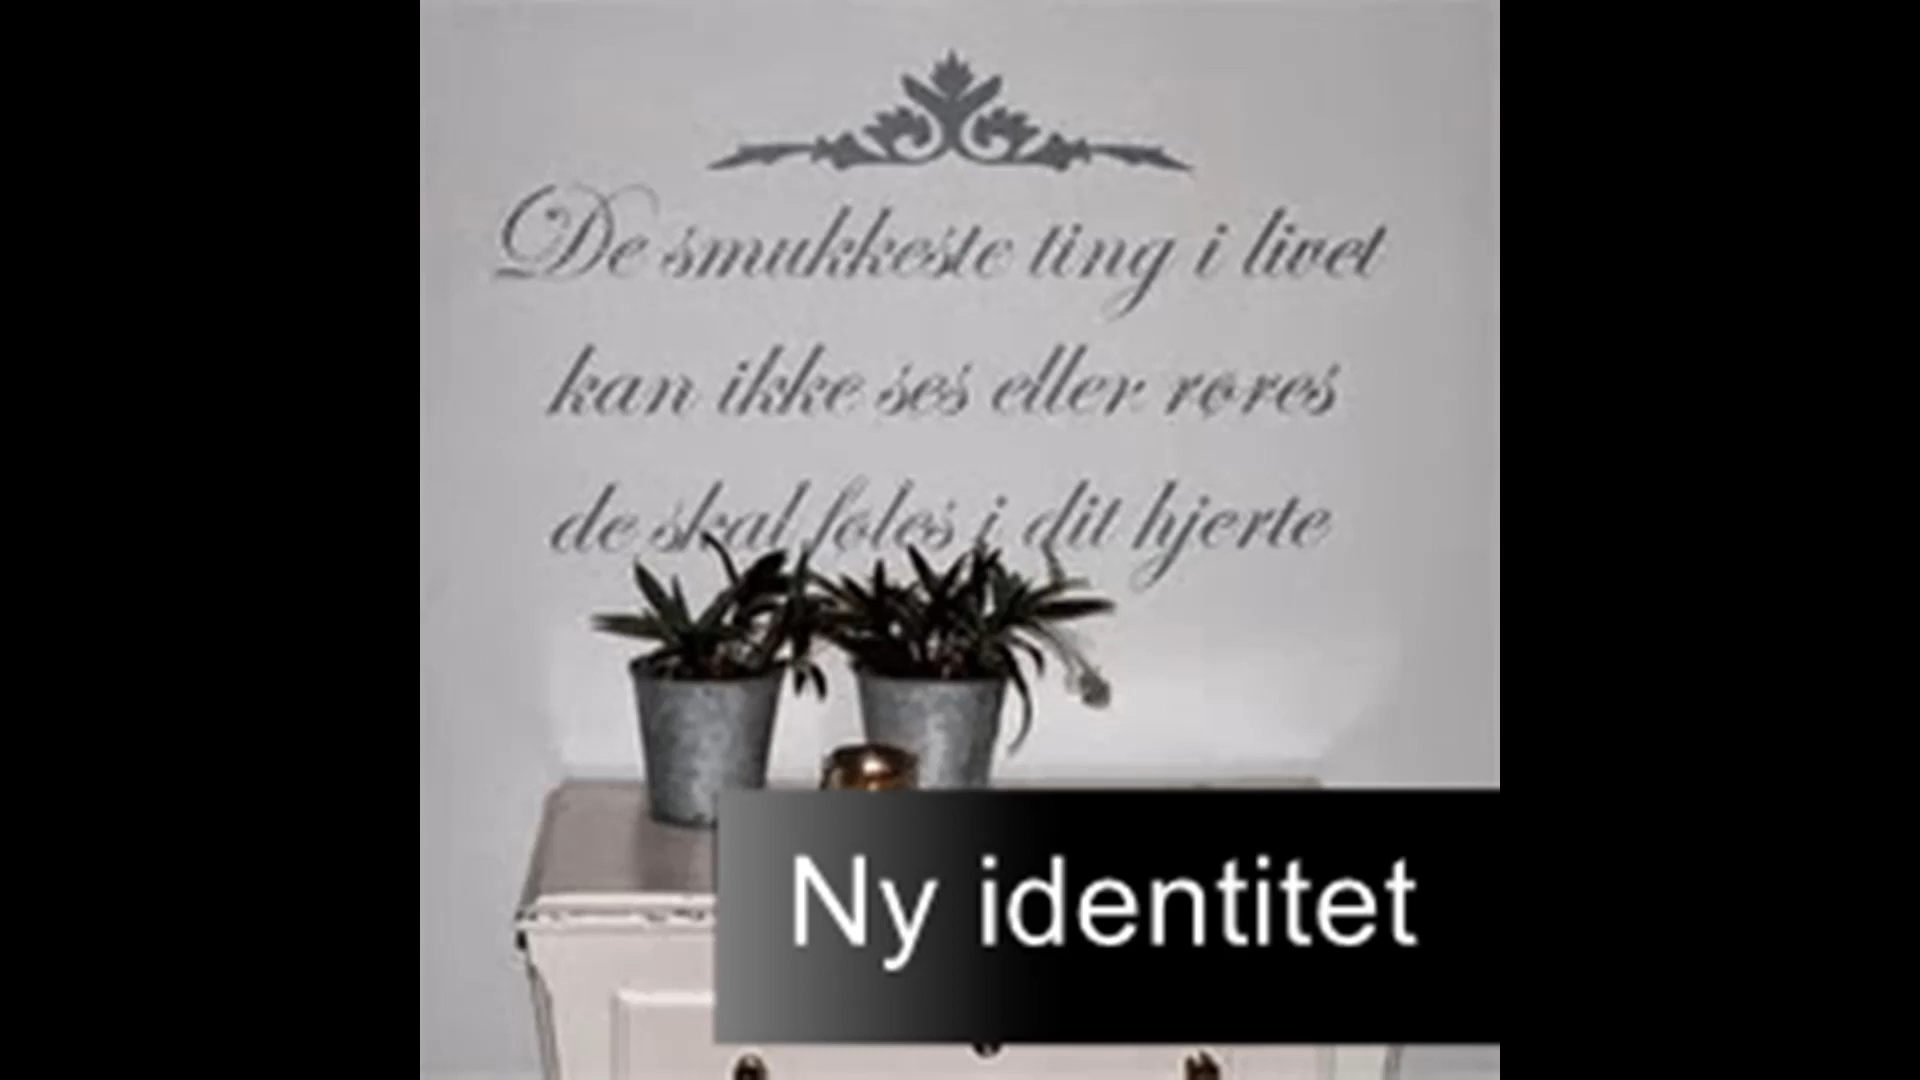 De smukkeste ting i livet
kan ikke ses eller røres
de skal føles i dit hjerte
Ny identitet